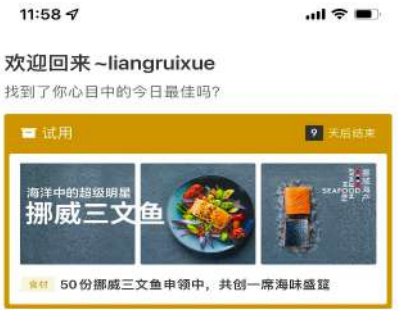 11:58
欢迎回来~liangruixue
找到了你心目中的今日最佳吗?
试用
9 天后结束
海洋中的超级明星
挪威三文鱼
SEAFOOD
食材 50份挪威三文鱼申领中，共创一席海味盛筵